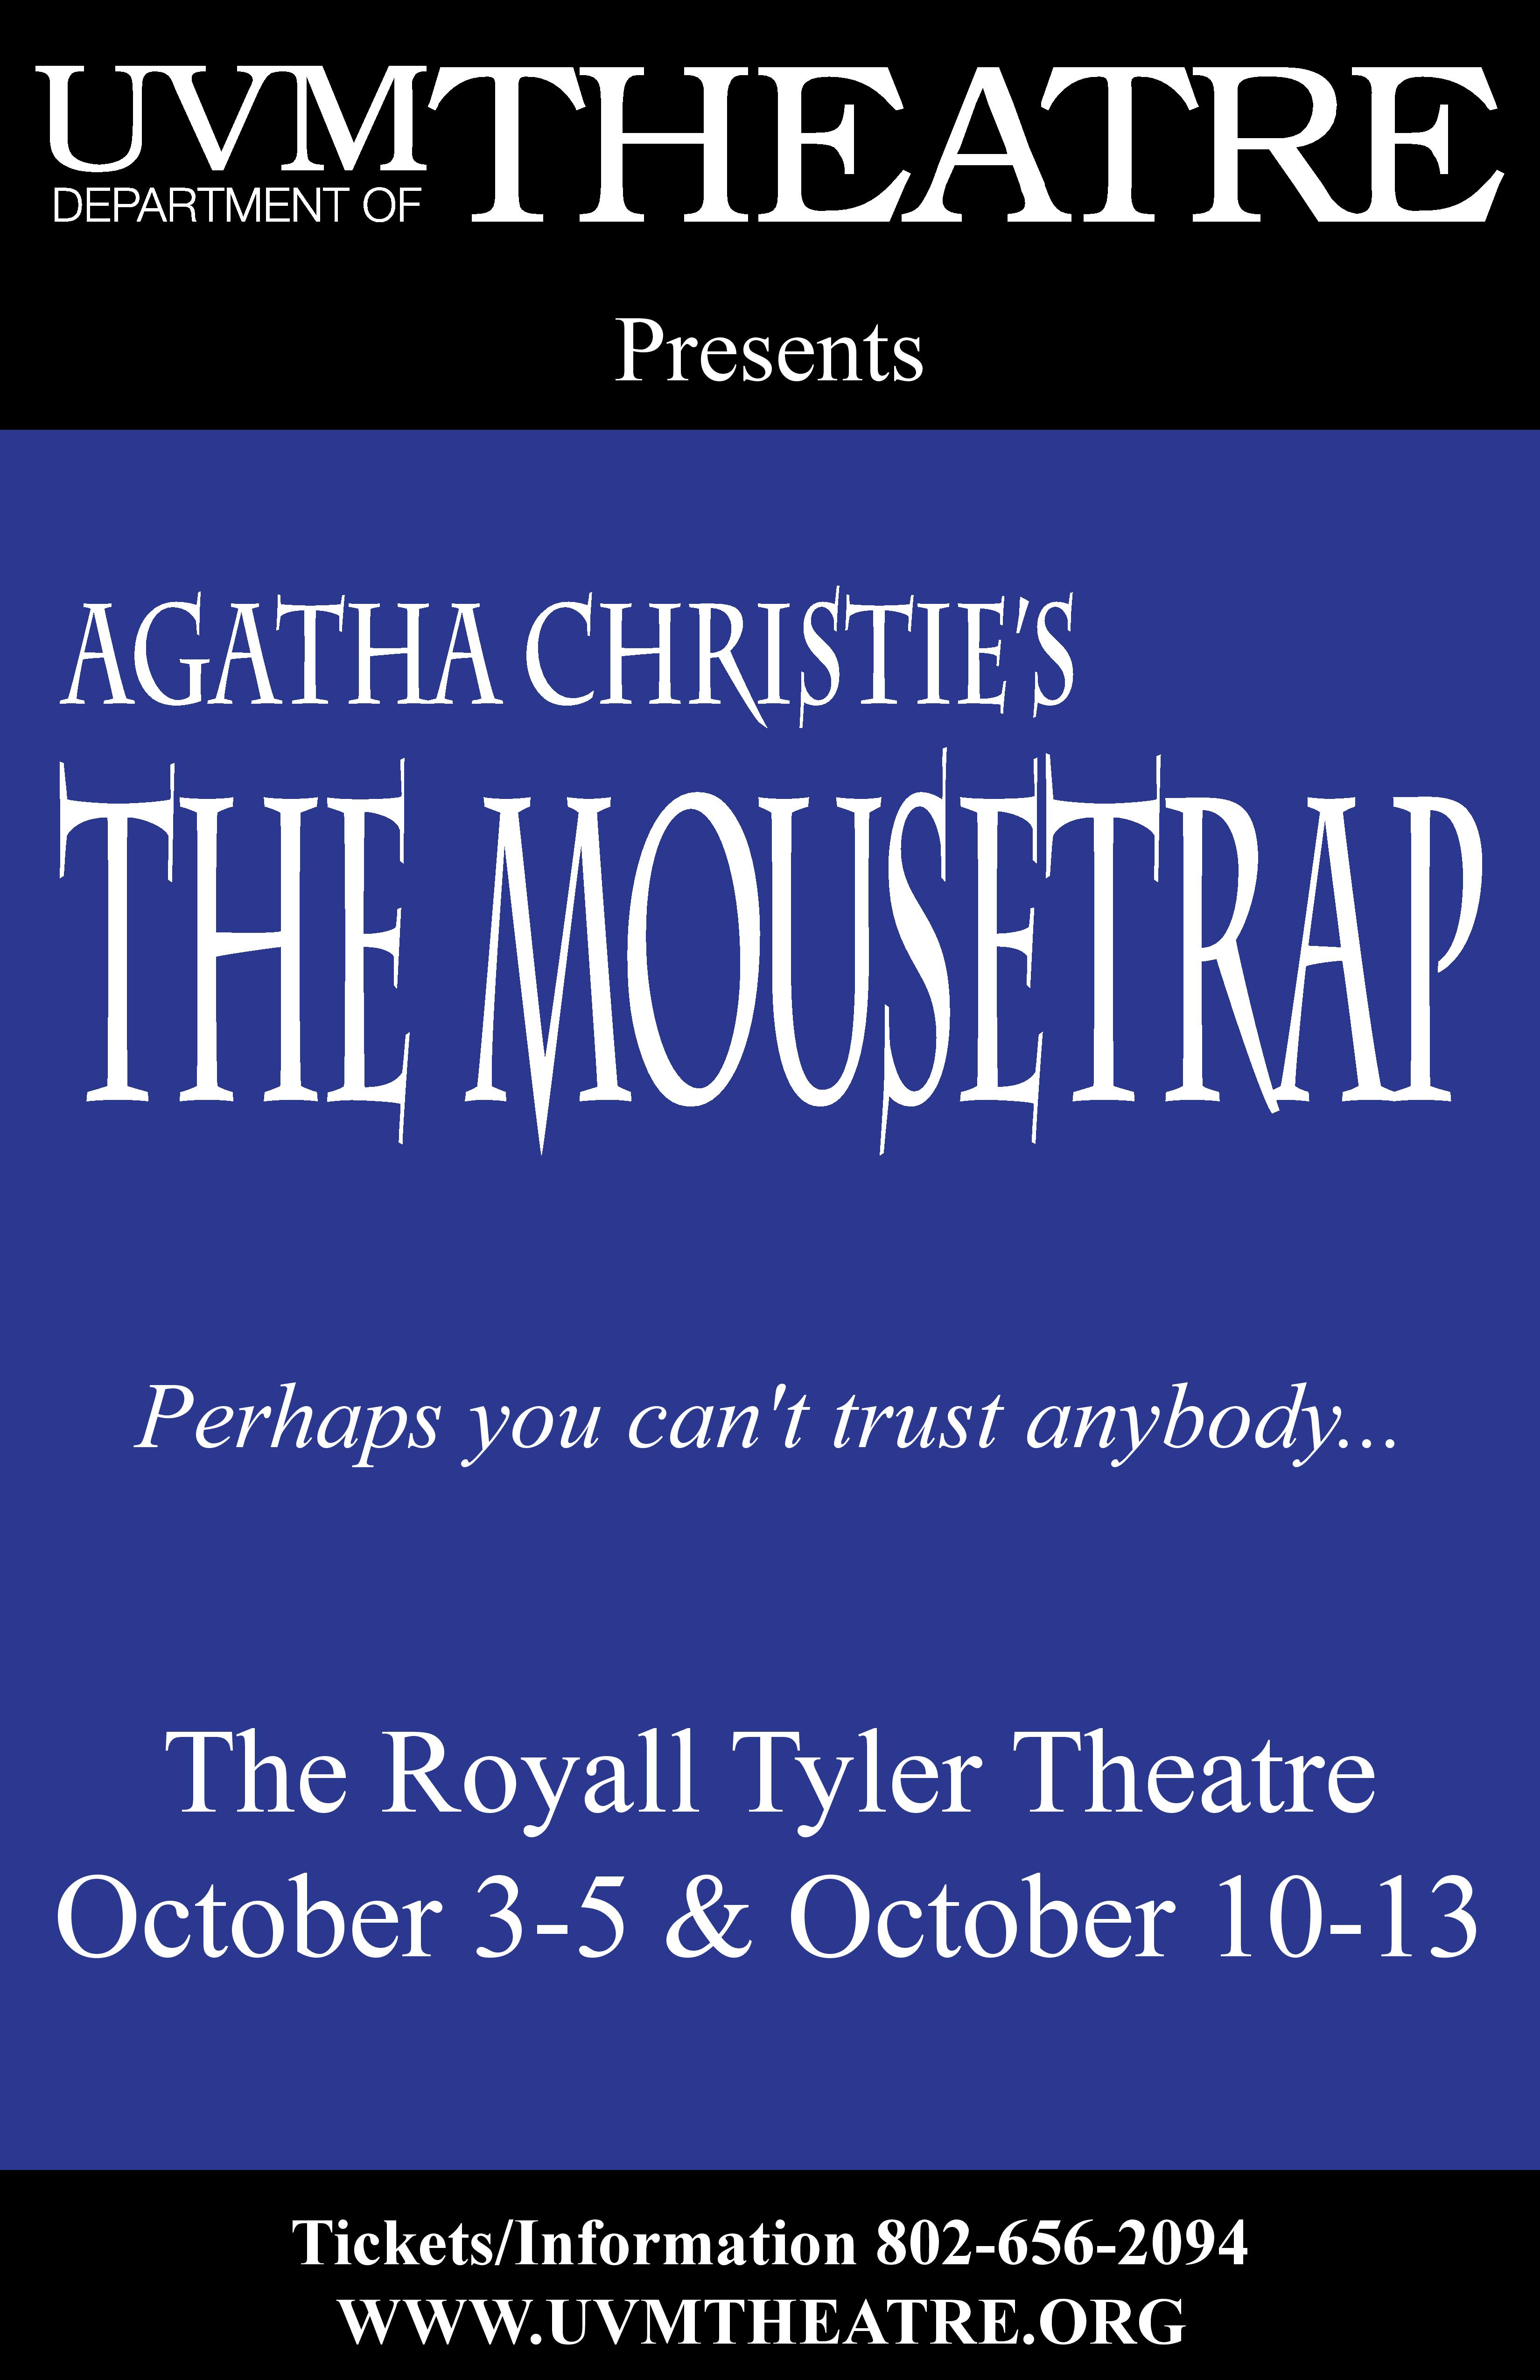 UVM THEATRE
DEPARTMENT OF
Presents
AGATHA CHRISTIE'S
THE MOUSETRAP
Perhaps you can't trust anybody...
The Royall Tyler Theatre
October 3-5 & October 10-13
Tickets/Information 802-656-2094
WWW.UVMTHEATRE.ORG